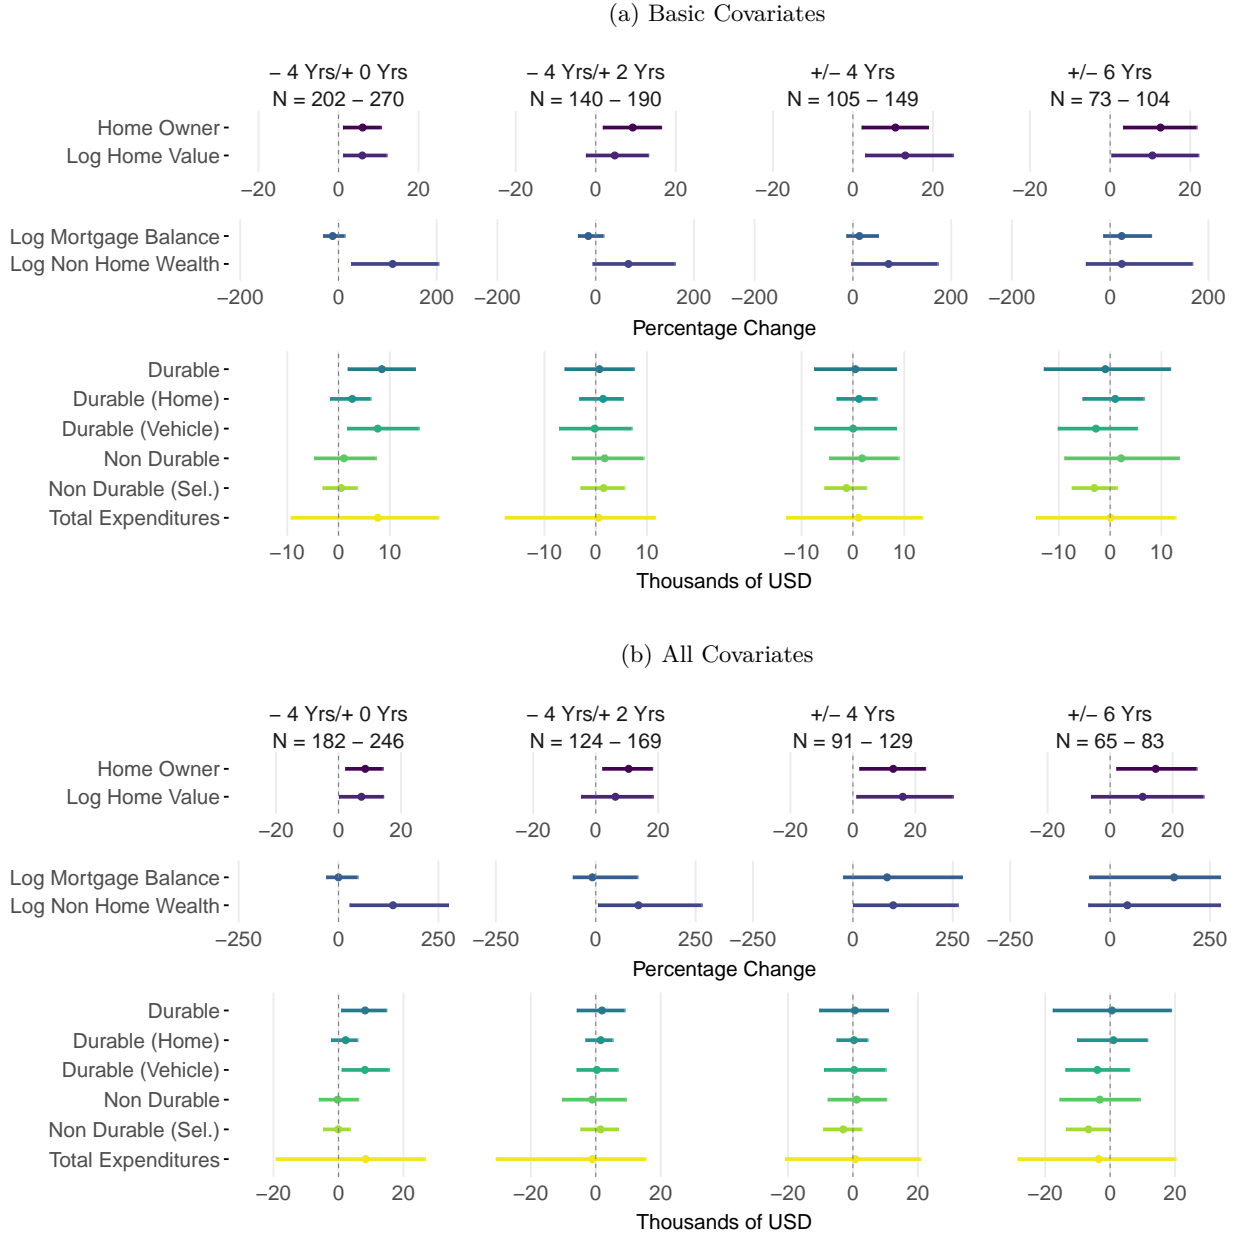 (a) Basic Covariates
− 4 Yrs/+ 0 Yrs − 4 Yrs/+ 2 Yrs +/− 4 Yrs +/− 6 Yrs
N = 202 − 270 N = 140 − 190 N = 105 − 149 N = 73 − 104
Home Owner
Log Home Value
−20 0 20 −20 0 20 −20 0 20 −20 0 20
Log Mortgage Balance
Log Non Home Wealth
−200 0 200 −200 0 200 −200 0 200 −200 0 200
Percentage Change
Durable
Durable (Home)
Durable (Vehicle)
Non Durable
Non Durable (Sel.)
Total Expenditures
−10 0 10 −10 0 10 −10 0 10 −10 0 10
Thousands of USD
(b) All Covariates
− 4 Yrs/+ 0 Yrs − 4 Yrs/+ 2 Yrs +/− 4 Yrs +/− 6 Yrs
N = 182 − 246 N = 124 − 169 N = 91 − 129 N = 65 − 83
Home Owner
Log Home Value
−20 0 20 −20 0 20 −20 0 20 −20 0 20
Log Mortgage Balance
Log Non Home Wealth
−250 0 250 −250 0 250 −250 0 250 −250 0 250
Percentage Change
Durable
Durable (Home)
Durable (Vehicle)
Non Durable
Non Durable (Sel.)
Total Expenditures
−20 0 20 −20 0 20 −20 0 20 −20 0 20
Thousands of USD